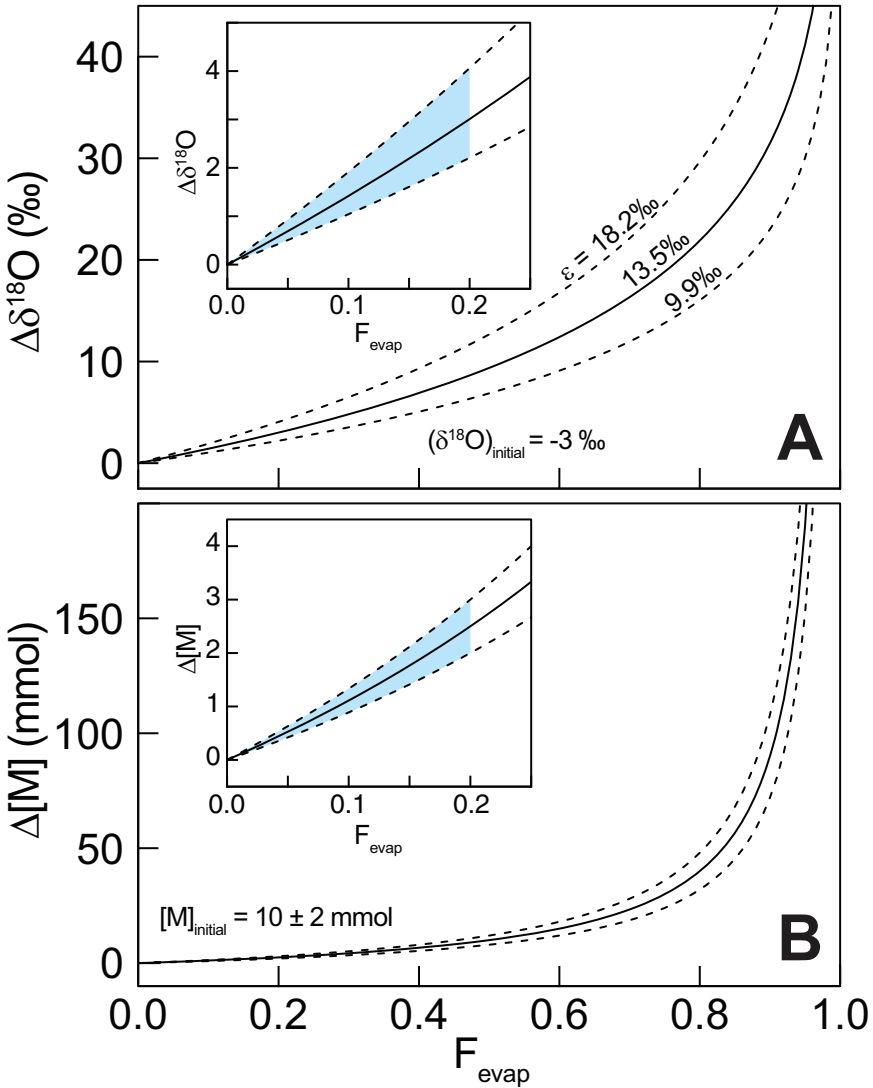 40
30
20
10
0
Δδ¹⁸O (‰)
4
2
0
Δδ¹⁸O
0.0 0.1 0.2
F_evap
ε = 18.2‰
13.5‰
9.9‰
(δ¹⁸O)_initial = -3 ‰
A
150
100
50
0
Δ[M] (mmol)
4
3
2
1
0
Δ[M]
0.0 0.1 0.2
F_evap
[M]_initial = 10 ± 2 mmol
B
0.0 0.2 0.4 0.6 0.8 1.0
F_evap